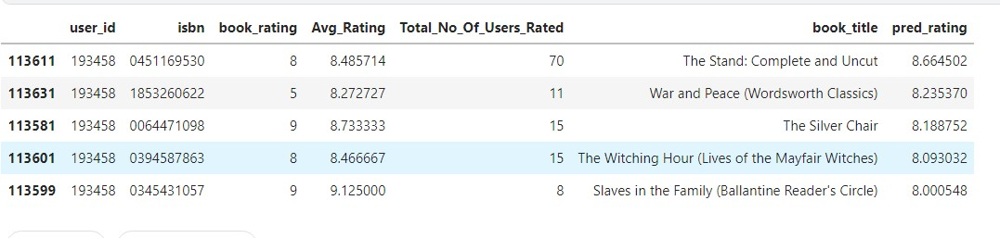 user_id isbn book_rating Avg_Rating Total_No_Of_Users_Rated book_title pred_rating
113611 193458 0451169530 8 8.485714 70 The Stand: Complete and Uncut 8.664502
113631 193458 1853260622 5 8.272727 11 War and Peace (Wordsworth Classics) 8.235370
113581 193458 0064471098 9 8.733333 15 The Silver Chair 8.188752
113601 193458 0394587863 8 8.466667 15 The Witching Hour (Lives of the Mayfair Witches) 8.093032
113599 193458 0345431057 9 9.125000 8 Slaves in the Family (Ballantine Reader's Circle) 8.000548